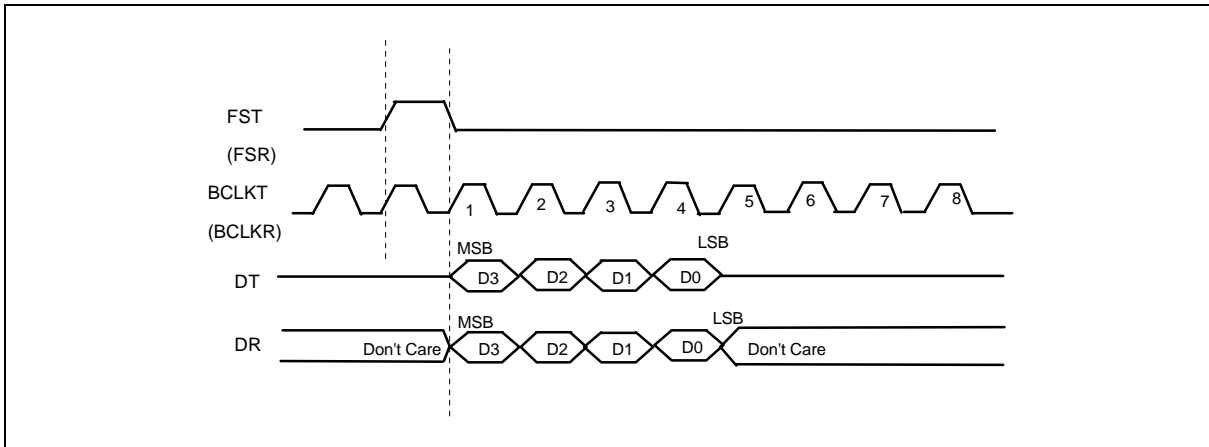 FST
(FSR)
BCLKT
(BCLKR)
1 2 3 4 5 6 7 8
MSB LSB
DT D3 D2 D1 D0
MSB LSB
DR Don't Care D3 D2 D1 D0 Don't Care